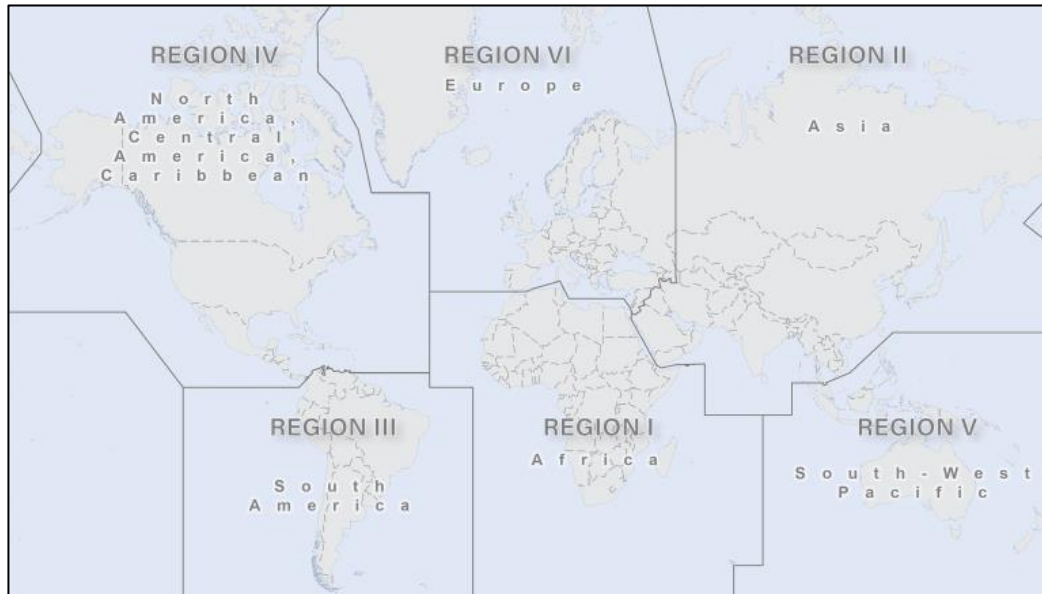 REGION IV
North
America,
Central
America,
Caribbean
REGION VI
Europe
REGION II
Asia
REGION III
South
America
REGION I
Africa
REGION V
South-West
Pacific